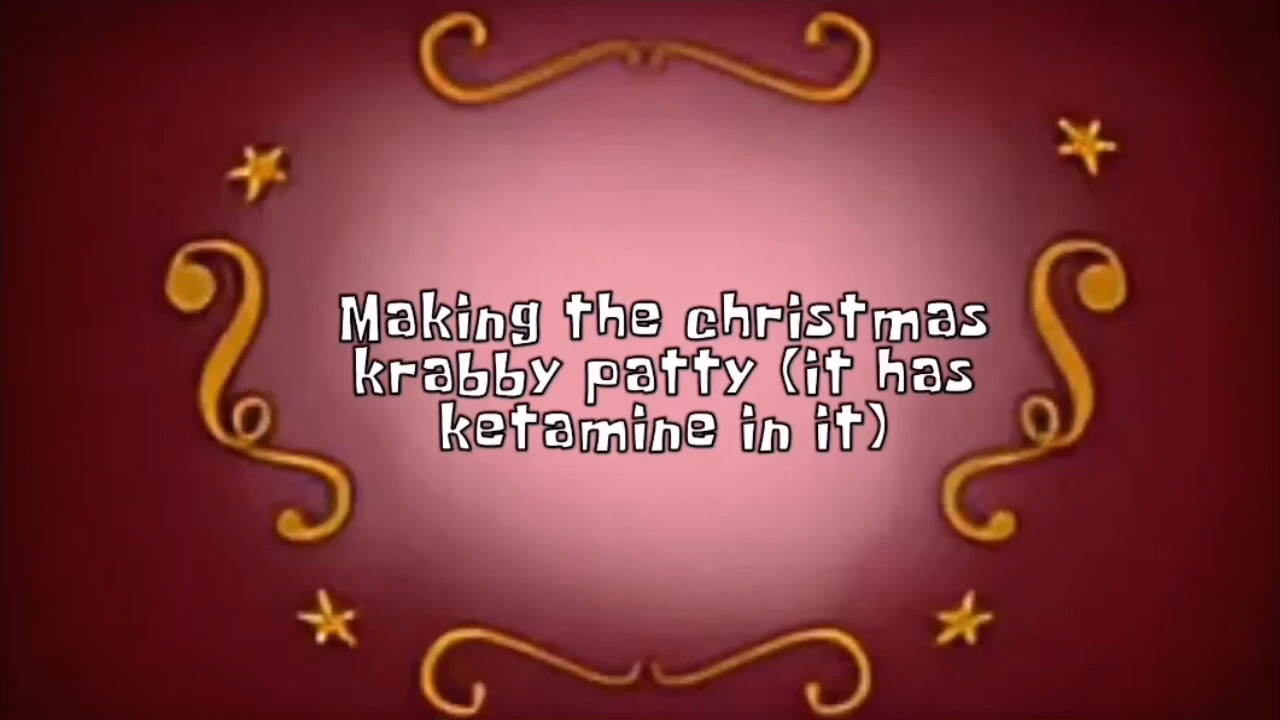 Making the christmas
krabby patty (it has
ketamine in it)